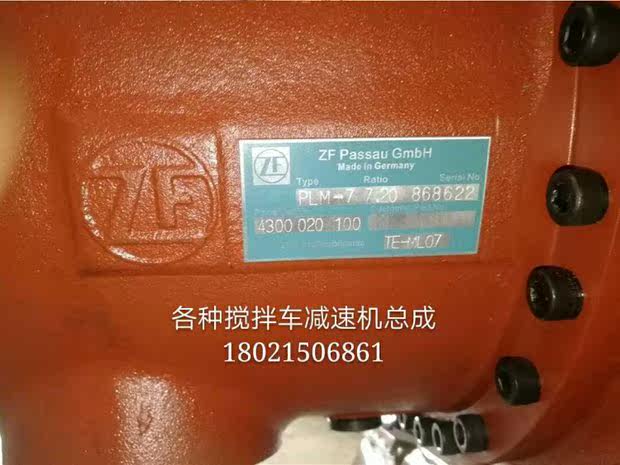 ZF
ZF
ZF Passau GmbH
Made in Germany
Type Ratio Serial No
PLM-7 7.20 868622
4300 020 100
TE-ML07
各种搅拌车减速机总成
18021506861